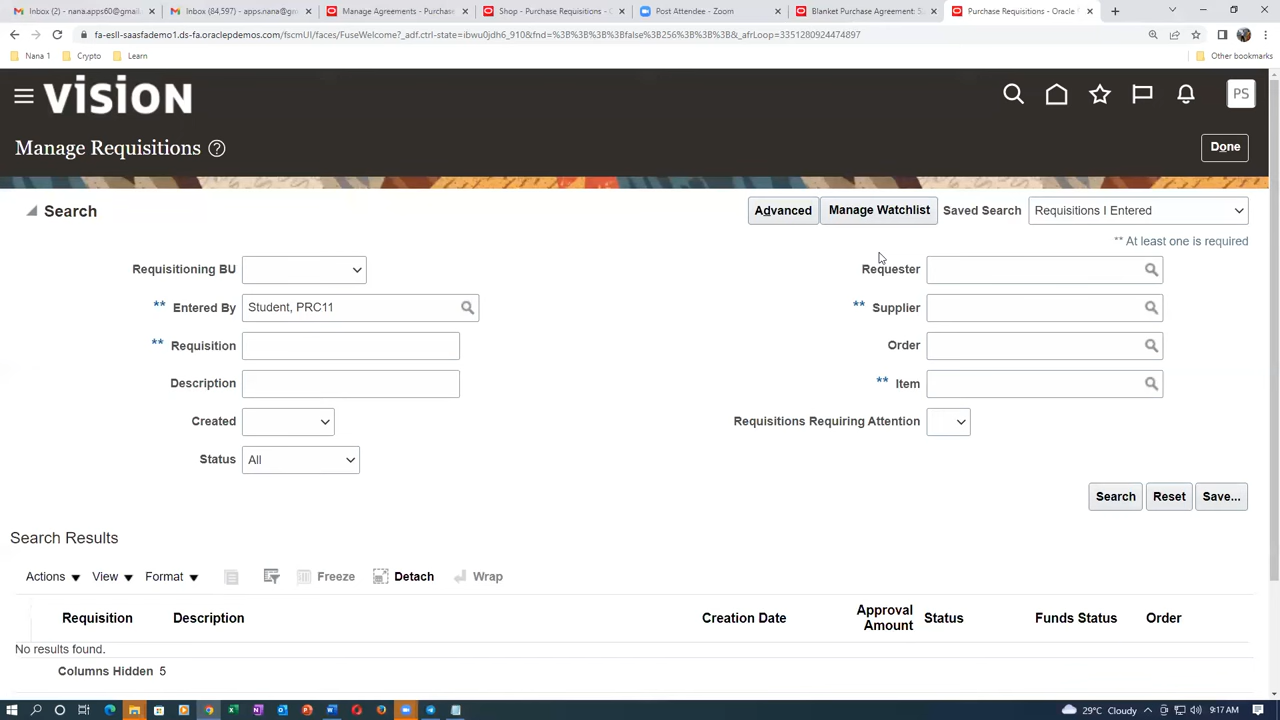 Inbox (2) - nana.apps60@gmail.c
Inbox (84,597) - apps.nana@gm
Manage Agreements - Purchase
Shop - Purchase Requisitions - O
Post Attendee - Zoom
Blanket Purchase Agreement: 5
Purchase Requisitions - Oracle
fa-esll-saasfademo1.ds-fa.oraclepdemos.com/fscmUI/faces/FuseWelcome?_adf.ctrl-state=ibwu0jdh6_910&fnd=%3B%3B%3B%3Bfalse%3B256%3B%3B%3B&_afrLoop=3351280924474897
Nana 1
Crypto
Learn
Other bookmarks
VISION
PS
Manage Requisitions ?
Done
Search
Advanced
Manage Watchlist
Saved Search
Requisitions I Entered
** At least one is required
Requisitioning BU
Requester
** Entered By Student, PRC11
** Supplier
** Requisition
Order
Description
** Item
Created
Requisitions Requiring Attention
Status All
Search
Reset
Save...
Search Results
Actions
View
Format
Freeze
Detach
Wrap
Requisition
Description
Creation Date
Approval Amount
Status
Funds Status
Order
No results found.
Columns Hidden 5
29°C Cloudy
9:17 AM